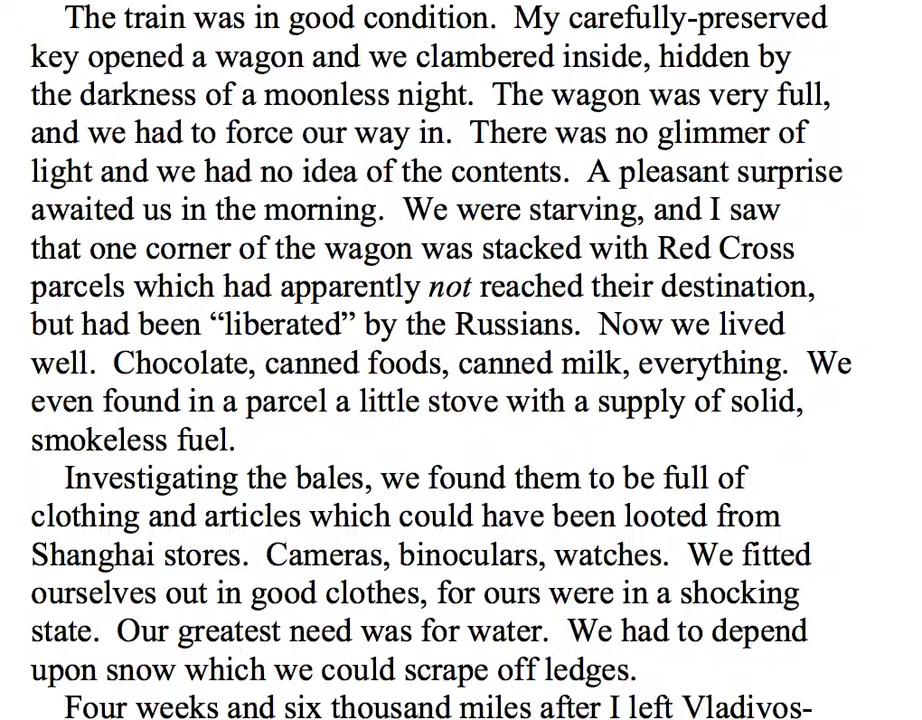 The train was in good condition.  My carefully-preserved
key opened a wagon and we clambered inside, hidden by
the darkness of a moonless night.  The wagon was very full,
and we had to force our way in.  There was no glimmer of
light and we had no idea of the contents.  A pleasant surprise
awaited us in the morning.  We were starving, and I saw
that one corner of the wagon was stacked with Red Cross
parcels which had apparently not reached their destination,
but had been “liberated” by the Russians.  Now we lived
well.  Chocolate, canned foods, canned milk, everything.  We
even found in a parcel a little stove with a supply of solid,
smokeless fuel.
Investigating the bales, we found them to be full of
clothing and articles which could have been looted from
Shanghai stores.  Cameras, binoculars, watches.  We fitted
ourselves out in good clothes, for ours were in a shocking
state.  Our greatest need was for water.  We had to depend
upon snow which we could scrape off ledges.
Four weeks and six thousand miles after I left Vladivos-